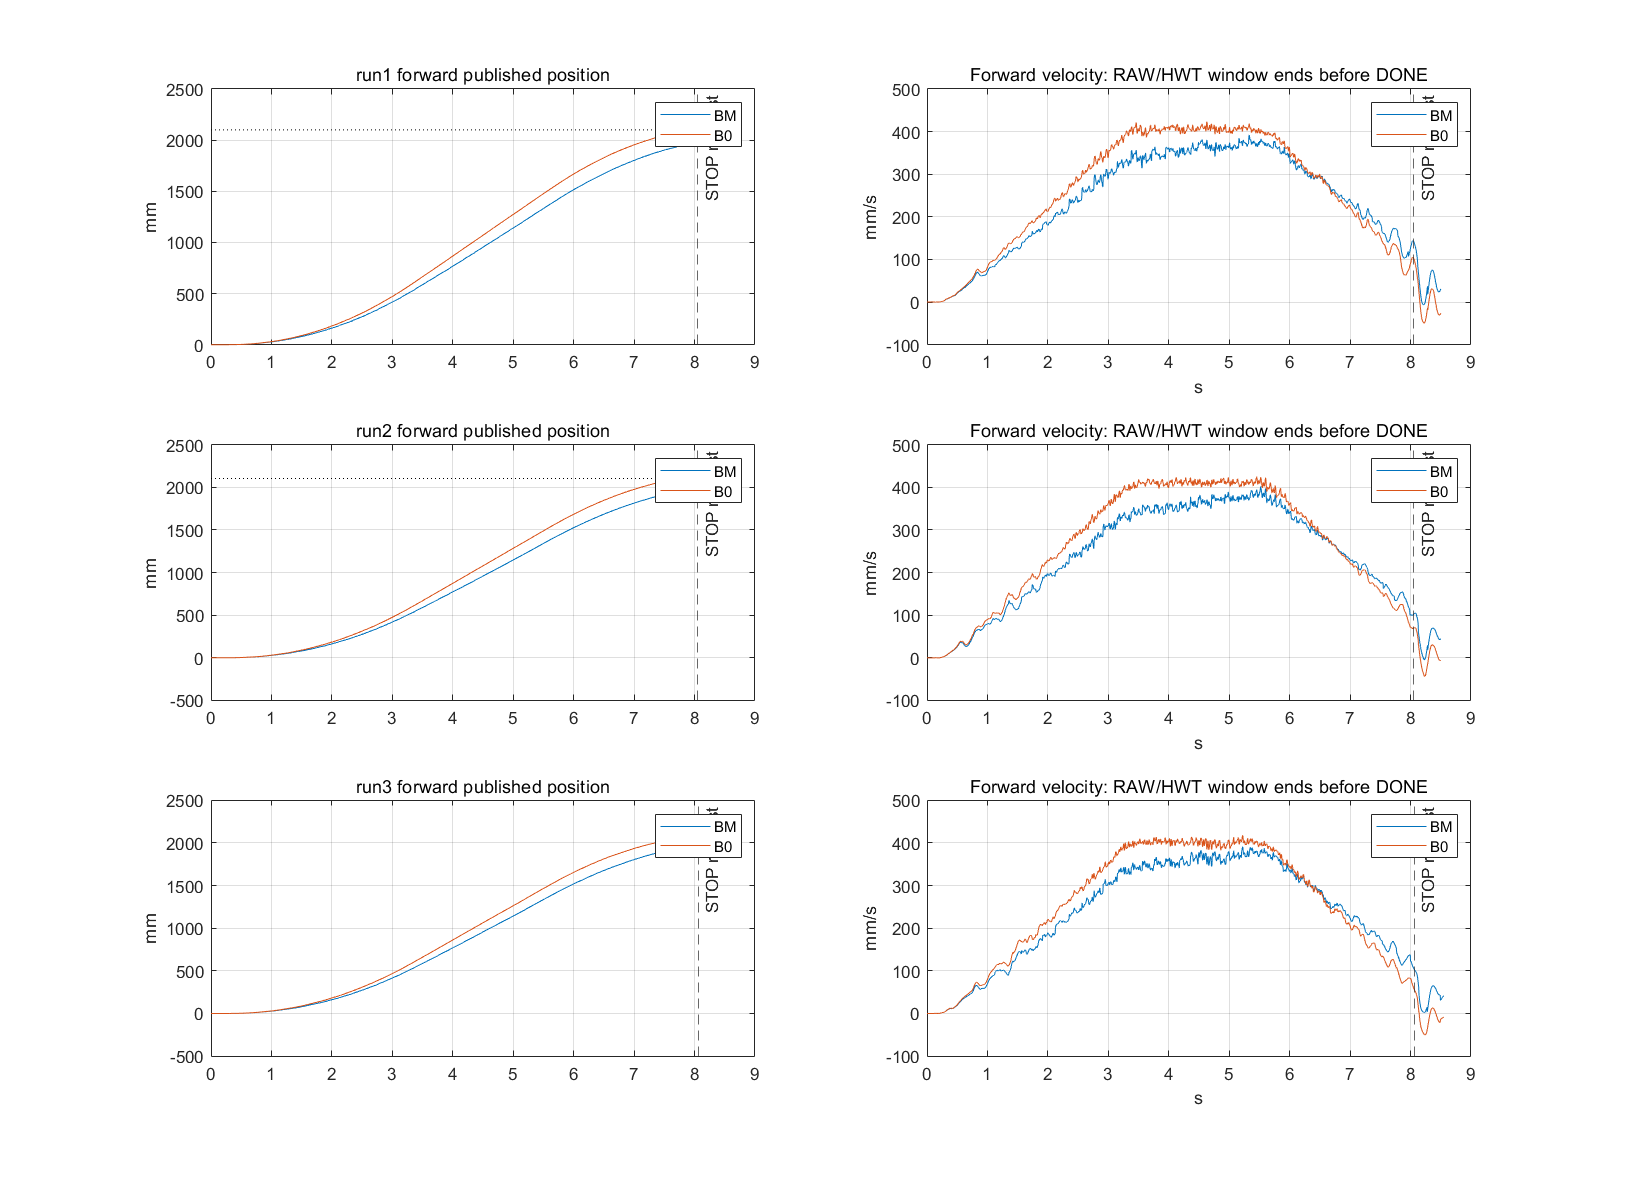 run1 forward published position
2500
2000
1500
1000
500
0
mm
0 1 2 3 4 5 6 7 8 9
BM
B0
STOP
Forward velocity: RAW/HWT window ends before DONE
500
400
300
200
100
0
-100
mm/s
0 1 2 3 4 5 6 7 8 9
s
BM
B0
STOP
run2 forward published position
2500
2000
1500
1000
500
0
-500
mm
0 1 2 3 4 5 6 7 8 9
BM
B0
STOP
Forward velocity: RAW/HWT window ends before DONE
500
400
300
200
100
0
-100
mm/s
0 1 2 3 4 5 6 7 8 9
s
BM
B0
STOP
run3 forward published position
2500
2000
1500
1000
500
0
-500
mm
0 1 2 3 4 5 6 7 8 9
BM
B0
STOP
Forward velocity: RAW/HWT window ends before DONE
500
400
300
200
100
0
-100
mm/s
0 1 2 3 4 5 6 7 8 9
s
BM
B0
STOP